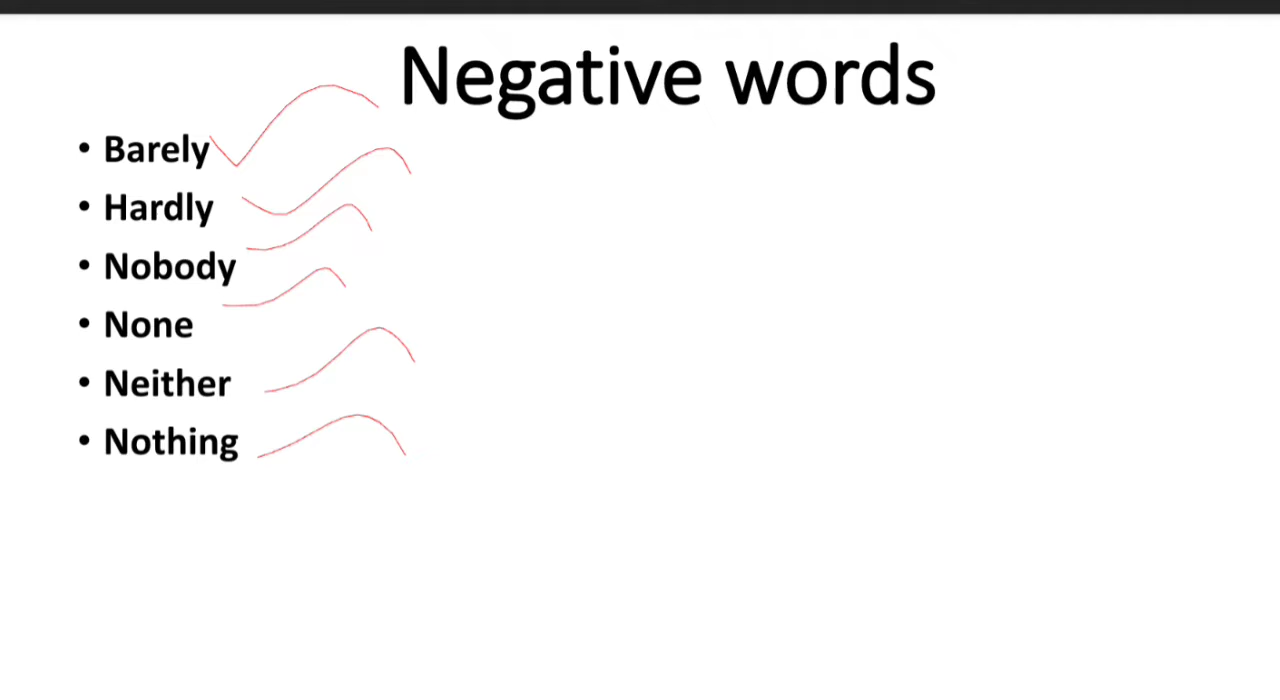 Negative words
• Barely
• Hardly
• Nobody
• None
• Neither
• Nothing